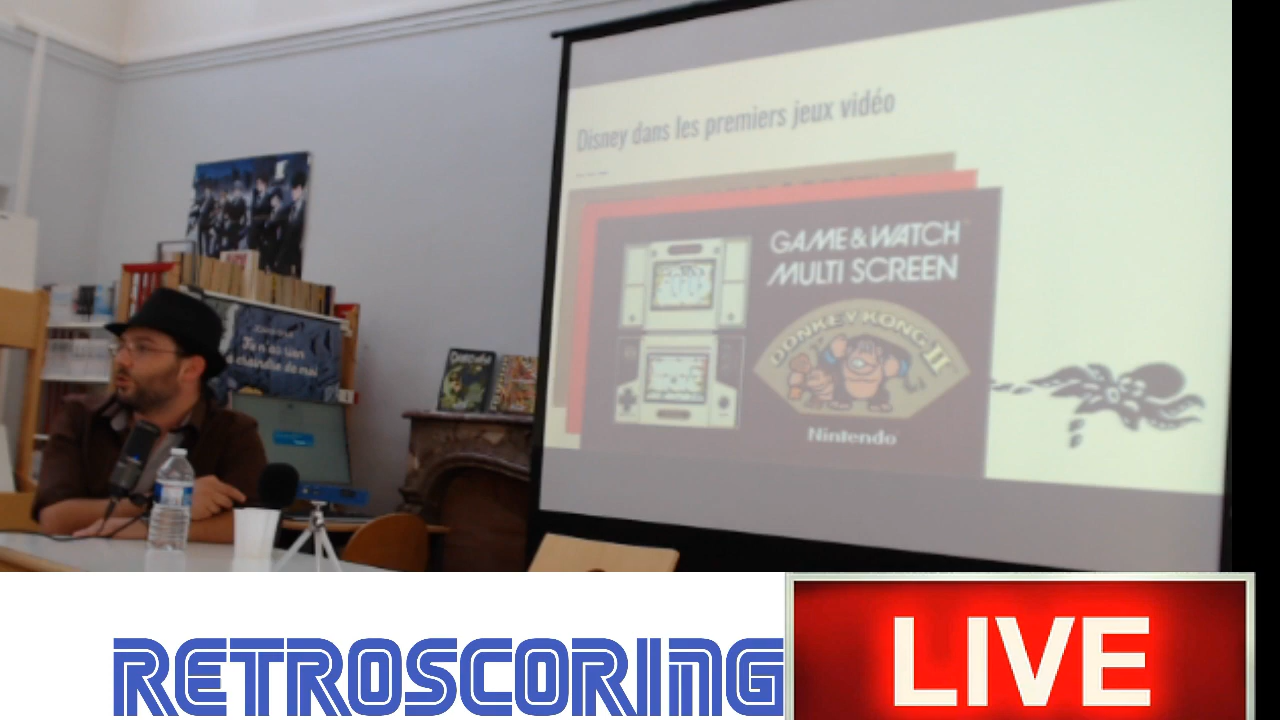 Disney dans les premiers jeux vidéo
GAME & WATCH
MULTI SCREEN
DONKEY KONG II
Nintendo
Tu n'as rien
à craindre de moi
RETROSCORING
LIVE